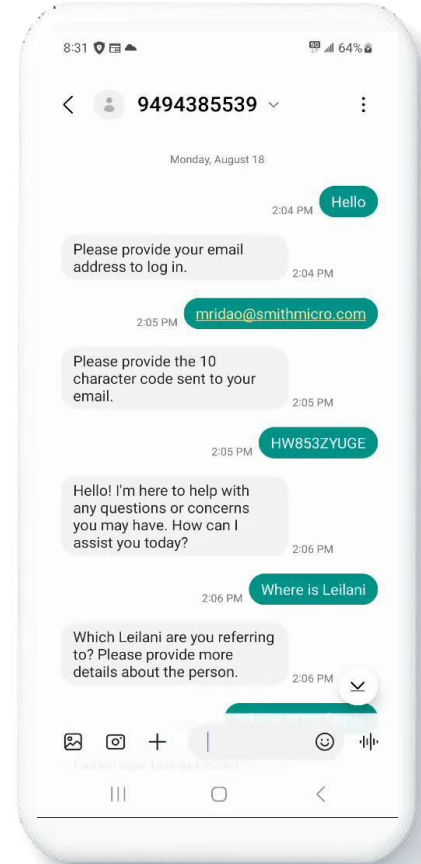 8:31
5G
64%
9494385539
Monday, August 18
Hello
2:04 PM
Please provide your email
address to log in.
2:04 PM
mridao@smithmicro.com
2:05 PM
Please provide the 10
character code sent to your
email.
2:05 PM
HW853ZYUGE
2:05 PM
Hello! I'm here to help with
any questions or concerns
you may have. How can I
assist you today?
2:06 PM
Where is Leilani
2:06 PM
Which Leilani are you referring
to? Please provide more
details about the person.
2:06 PM
Leilani was last